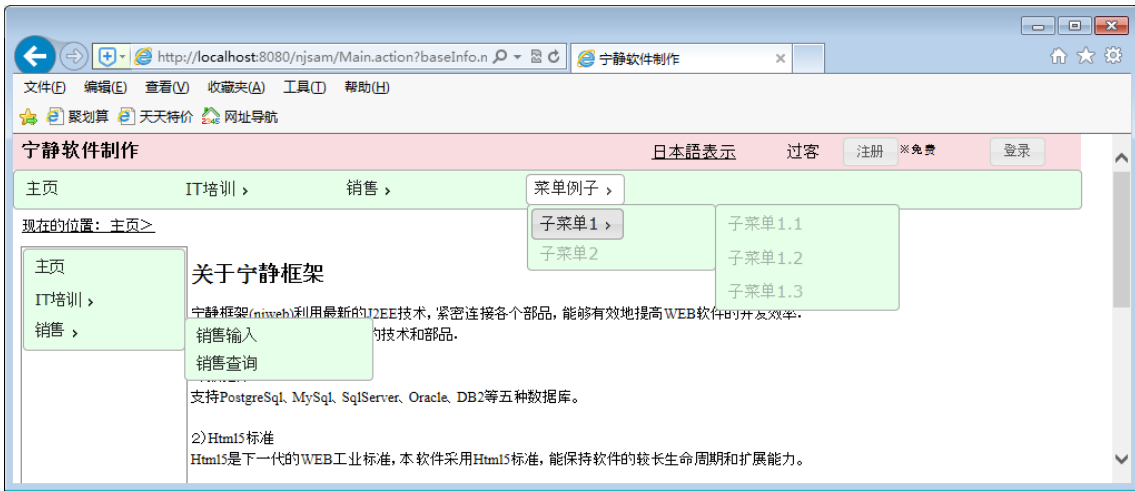 http://localhost:8080/njsam/Main.action?baseInfo.n
宁静软件制作
文件(F) 编辑(E) 查看(V) 收藏夹(A) 工具(T) 帮助(H)
聚划算 天天特价 网址导航
宁静软件制作 日本語表示 过客 注册 ※免费 登录
主页 IT培训 > 销售 > 菜单例子 >
子菜单1 > 子菜单1.1
现在的位置：主页>
子菜单2
子菜单1.2
主页
关于宁静框架
子菜单1.3
IT培训 >
宁静框架(njweb)利用最新的J2EE技术，紧密连接各个部品，能够有效地提高WEB软件的开发效率.
销售 > 销售输入 的技术和部品.
销售查询
支持PostgreSql、MySql、SqlServer、Oracle、DB2等五种数据库。
2)Html5标准
Html5是下一代的WEB工业标准，本软件采用Html5标准，能保持软件的较长生命周期和扩展能力。